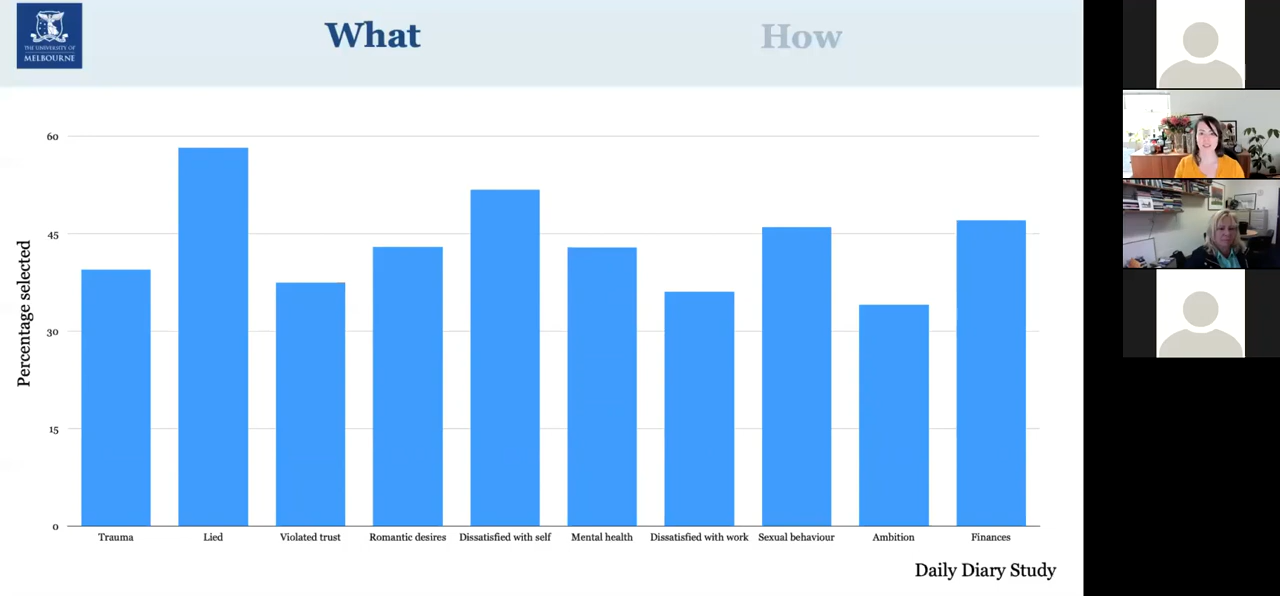 THE UNIVERSITY OF
MELBOURNE
What
How
Percentage selected
60
45
30
15
0
Trauma
Lied
Violated trust
Romantic desires
Dissatisfied with self
Mental health
Dissatisfied with work
Sexual behaviour
Ambition
Finances
Daily Diary Study